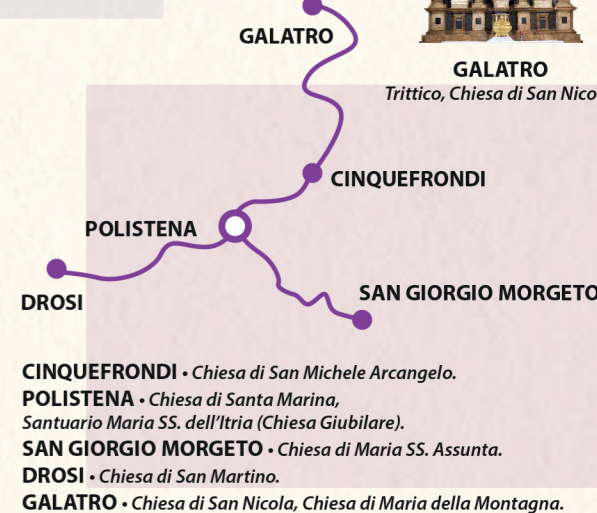 GALATRO
GALATRO
Trittico, Chiesa di San Nico
CINQUEFRONDI
POLISTENA
DROSI
SAN GIORGIO MORGETO
CINQUEFRONDI • Chiesa di San Michele Arcangelo.
POLISTENA • Chiesa di Santa Marina,
Santuario Maria SS. dell’Itria (Chiesa Giubilare).
SAN GIORGIO MORGETO • Chiesa di Maria SS. Assunta.
DROSI • Chiesa di San Martino.
GALATRO • Chiesa di San Nicola, Chiesa di Maria della Montagna.